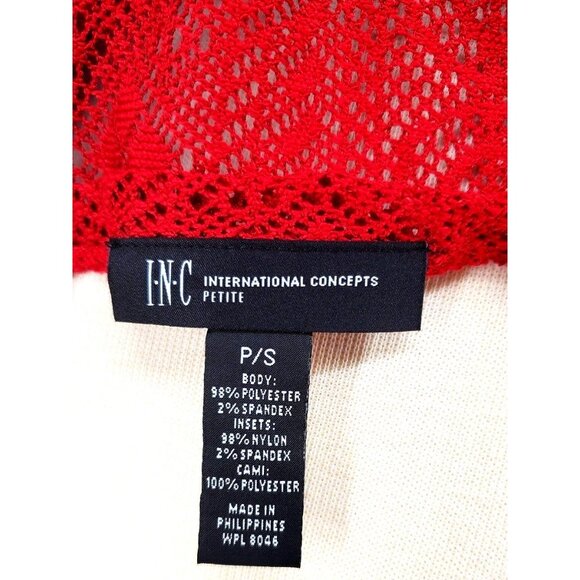 I·N·C INTERNATIONAL CONCEPTS
PETITE
P/S
BODY:
98% POLYESTER
2% SPANDEX
INSETS:
98% NYLON
2% SPANDEX
CAMI:
100% POLYESTER
MADE IN
PHILIPPINES
WPL 8046